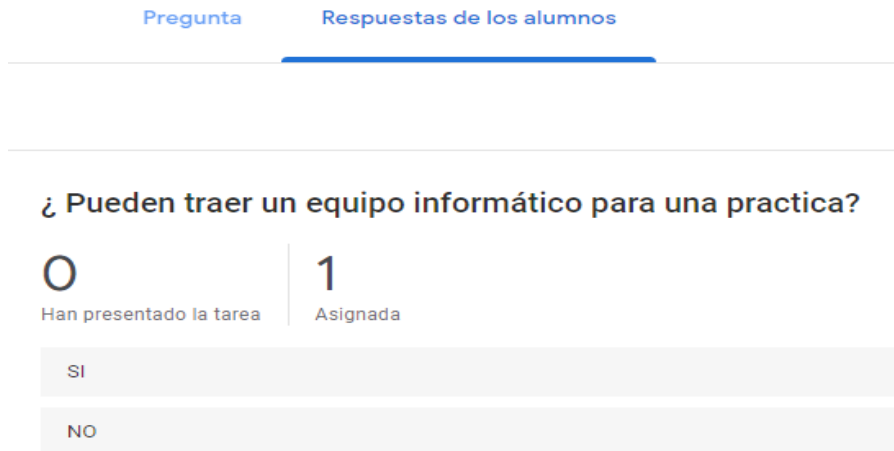 Pregunta Respuestas de los alumnos
¿ Pueden traer un equipo informático para una practica?
0 1
Han presentado la tarea Asignada
SI
NO